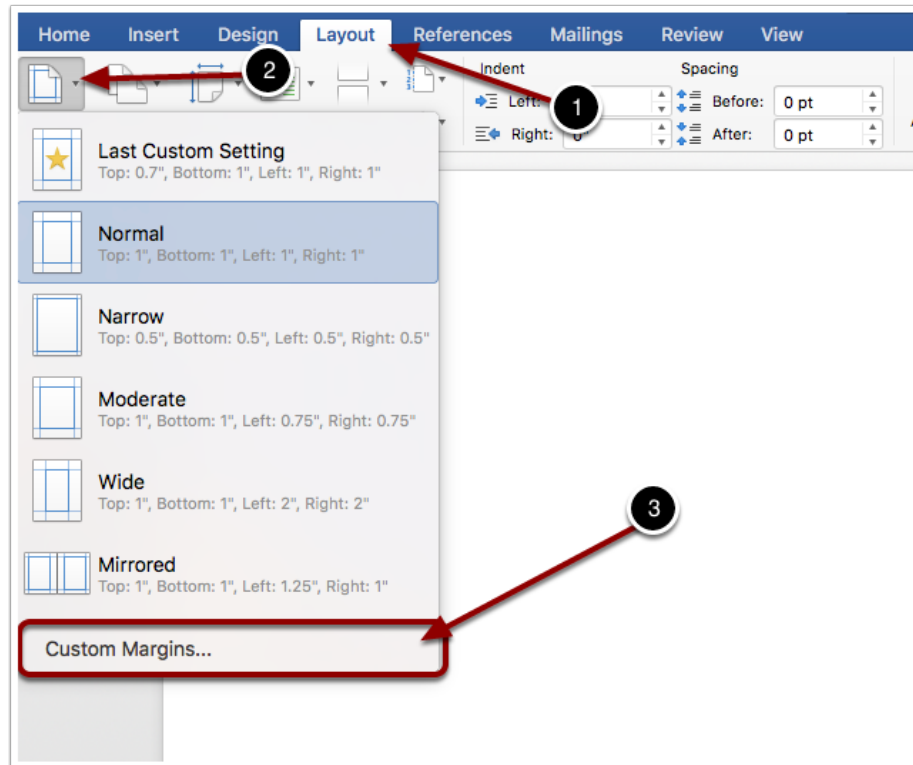 Home Insert Design Layout References Mailings Review View
2
1
Indent
Spacing
Left:
Before: 0 pt
Right: 0"
After: 0 pt
Last Custom Setting
Top: 0.7", Bottom: 1", Left: 1", Right: 1"
Normal
Top: 1", Bottom: 1", Left: 1", Right: 1"
Narrow
Top: 0.5", Bottom: 0.5", Left: 0.5", Right: 0.5"
Moderate
Top: 1", Bottom: 1", Left: 0.75", Right: 0.75"
Wide
Top: 1", Bottom: 1", Left: 2", Right: 2"
3
Mirrored
Top: 1", Bottom: 1", Left: 1.25", Right: 1"
Custom Margins...